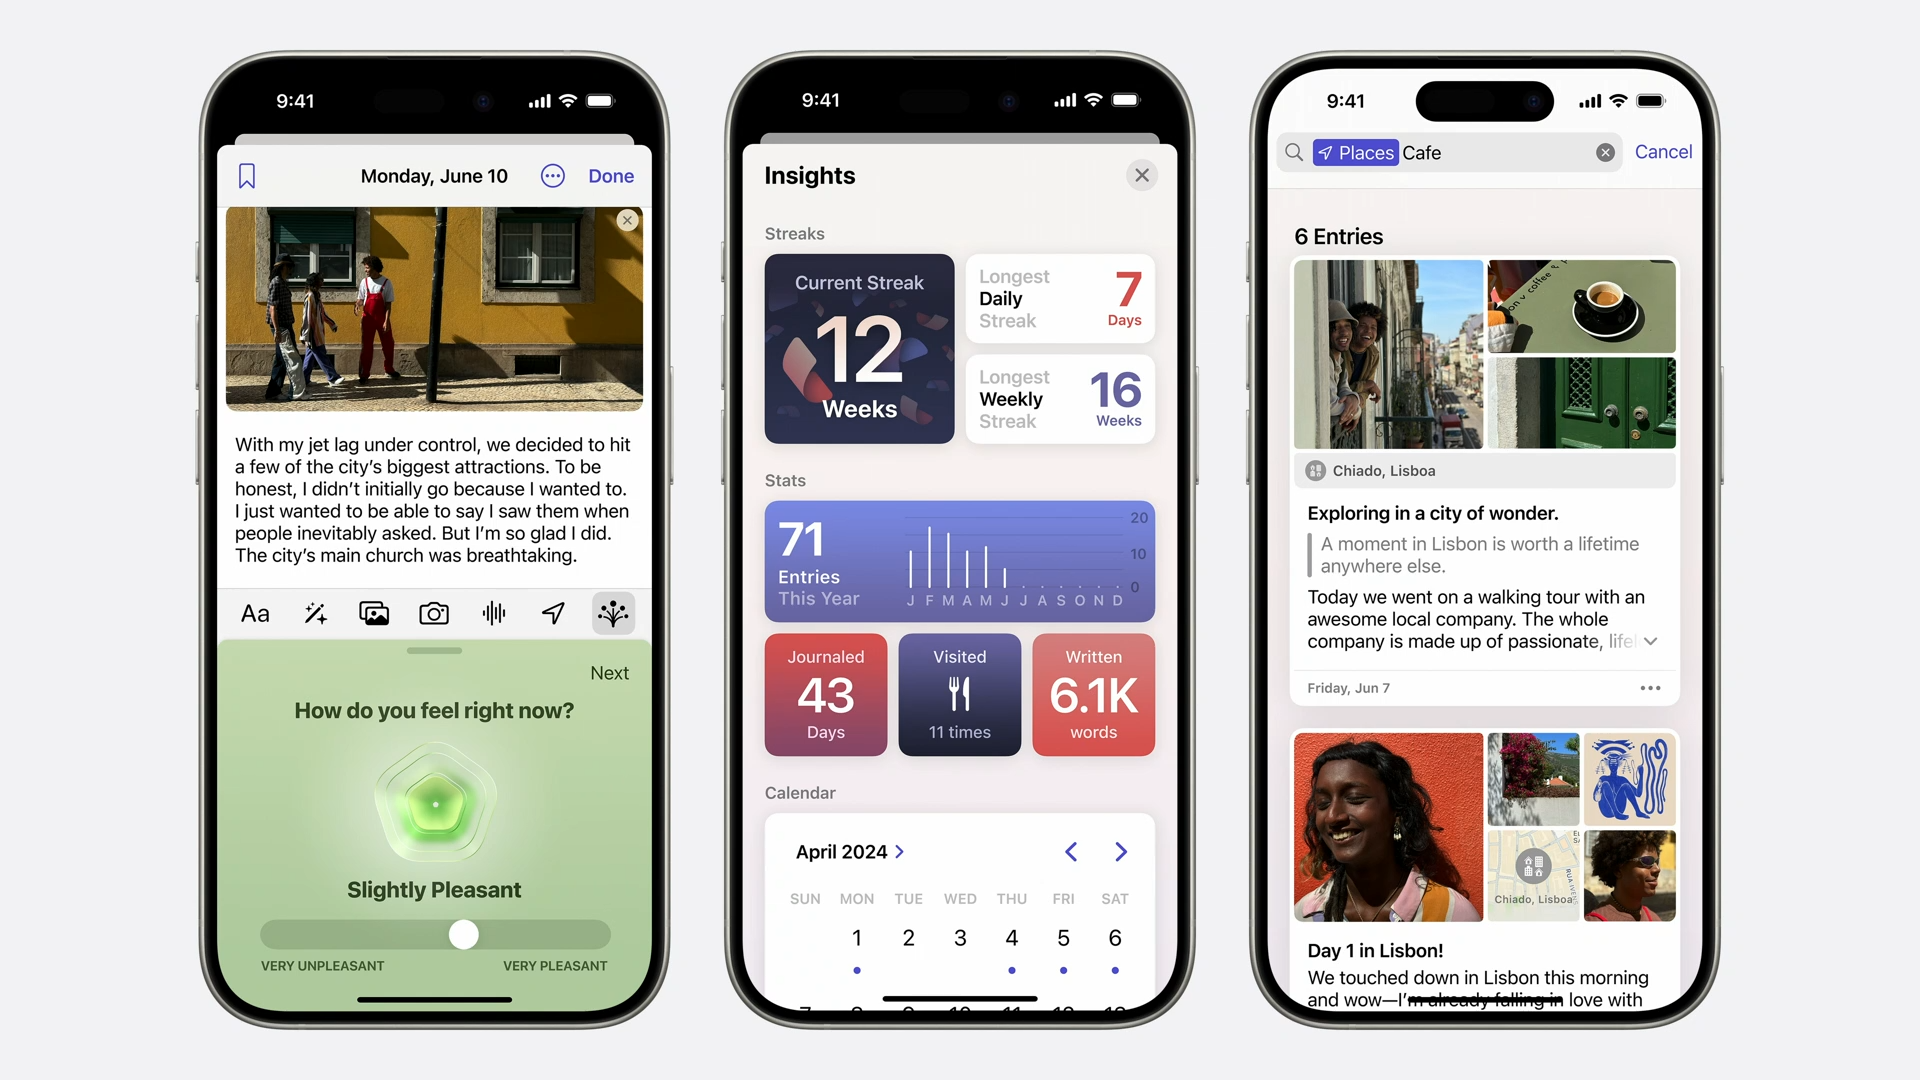 9:41
Monday, June 10
Done
With my jet lag under control, we decided to hit
a few of the city's biggest attractions. To be
honest, I didn't initially go because I wanted to.
I just wanted to be able to say I saw them when
people inevitably asked. But I'm so glad I did.
The city's main church was breathtaking.
Aa
Next
How do you feel right now?
Slightly Pleasant
VERY UNPLEASANT VERY PLEASANT
9:41
Insights
Streaks
Current Streak
12
Weeks
Longest
Daily
Streak
7
Days
Longest
Weekly
Streak
16
Weeks
Stats
71
Entries
This Year
20
10
0
J F M A M J J A S O N D
Journaled
43
Days
Visited
11 times
Written
6.1K
words
Calendar
April 2024
SUN MON TUE WED THU FRI SAT
1 2 3 4 5 6
7 8 9 10 11 12 13
9:41
Places Cafe
Cancel
6 Entries
Chiado, Lisboa
Exploring in a city of wonder.
A moment in Lisbon is worth a lifetime
anywhere else.
Today we went on a walking tour with an
awesome local company. The whole
company is made up of passionate,
Friday, Jun 7
Chiado, Lisboa
Day 1 in Lisbon!
We touched down in Lisbon this morning
and wow—I'm already falling in love with